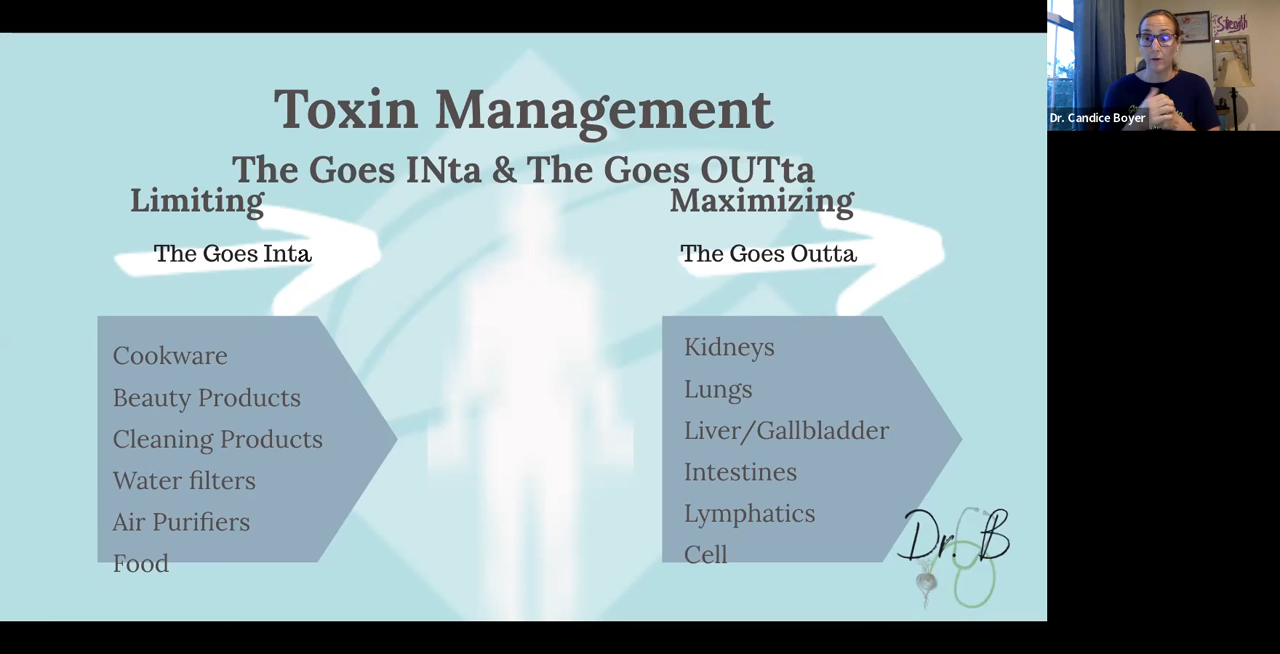 Toxin Management
The Goes INta & The Goes OUTta
Limiting
The Goes Inta
Cookware
Beauty Products
Cleaning Products
Water filters
Air Purifiers
Food
Maximizing
The Goes Outta
Kidneys
Lungs
Liver/Gallbladder
Intestines
Lymphatics
Cell
Dr. B
Strength
Dr. Candice Boyer